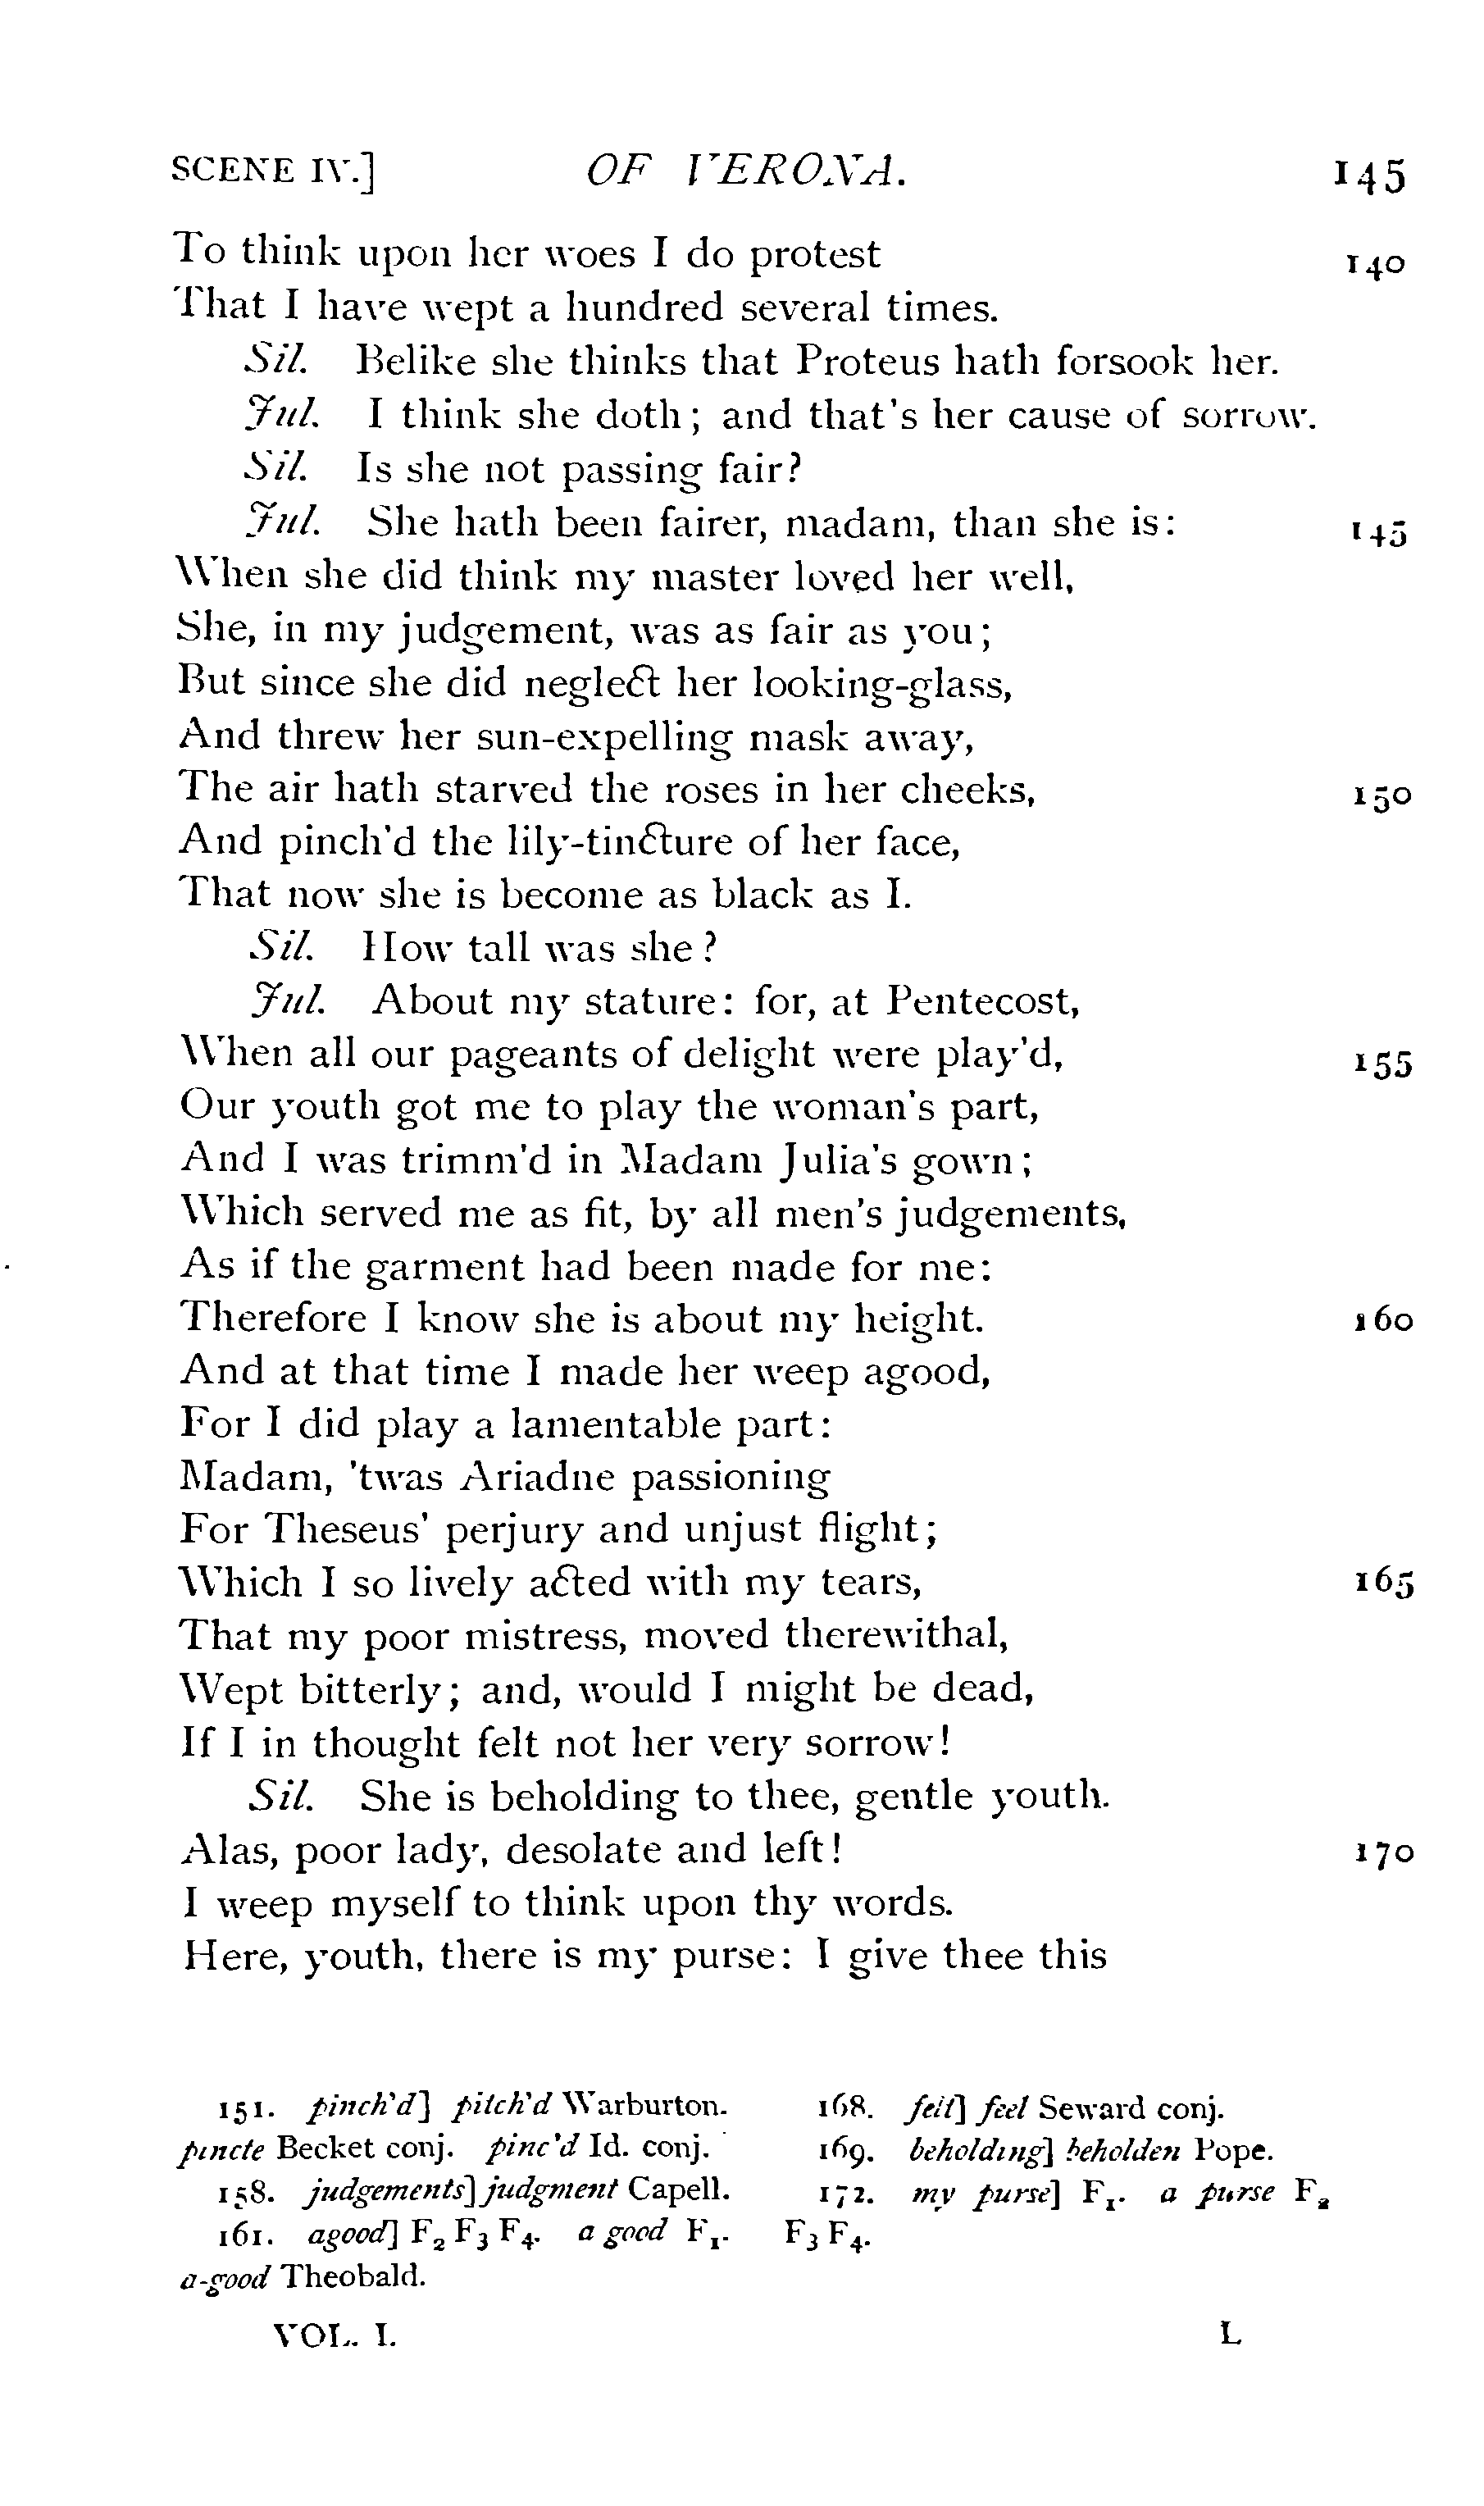 SCENE IV.] OF VERONA. 145
To think upon her woes I do protest 140
That I have wept a hundred several times.
Sil. Belike she thinks that Proteus hath forsook her.
Jul. I think she doth; and that's her cause of sorrow.
Sil. Is she not passing fair?
Jul. She hath been fairer, madam, than she is: 145
When she did think my master loved her well,
She, in my judgement, was as fair as you;
But since she did neglect her looking-glass,
And threw her sun-expelling mask away,
The air hath starved the roses in her cheeks, 150
And pinch'd the lily-tincture of her face,
That now she is become as black as I.
Sil. How tall was she?
Jul. About my stature: for, at Pentecost,
When all our pageants of delight were play'd, 155
Our youth got me to play the woman's part,
And I was trimm'd in Madam Julia's gown;
Which served me as fit, by all men's judgements,
As if the garment had been made for me:
Therefore I know she is about my height. 160
And at that time I made her weep agood,
For I did play a lamentable part:
Madam, 'twas Ariadne passioning
For Theseus' perjury and unjust flight;
Which I so lively acted with my tears, 165
That my poor mistress, moved therewithal,
Wept bitterly; and, would I might be dead,
If I in thought felt not her very sorrow!
Sil. She is beholding to thee, gentle youth.
Alas, poor lady, desolate and left! 170
I weep myself to think upon thy words.
Here, youth, there is my purse: I give thee this
151. pinch'd] pitch'd Warburton.
pincte Becket conj. pinc'd Id. conj.
158. judgements] judgment Capell.
161. agood] F2 F3 F4. a good F1.
a-good Theobald.
168. felt] feel Seward conj.
169. beholding] beholden Pope.
172. my purse] F1. a purse F2
F3 F4.
VOL. I. L